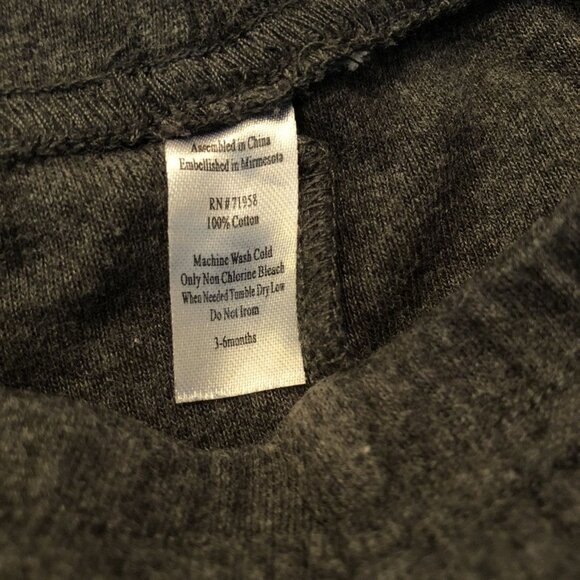 Assembled in China
Embellished in Minnesota
RN # 71958
100% Cotton
Machine Wash Cold
Only Non Chlorine Bleach
When Needed Tumble Dry Low
Do Not from
3-6months